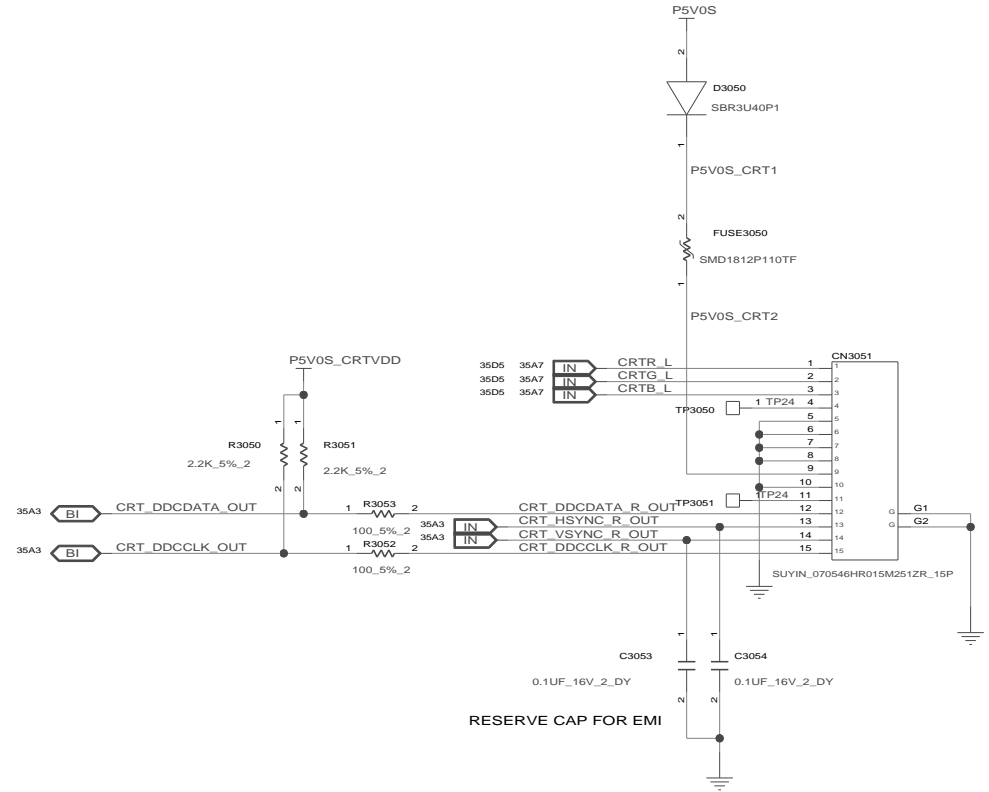 P5V0S
2
D3050
SBR3U40P1
1
P5V0S_CRT1
2
FUSE3050
SMD1812P110TF
1
P5V0S_CRT2
P5V0S_CRTVDD
CN3051
35D5 35A7 IN CRTR_L 1 1
35D5 35A7 IN CRTG_L 2 2
35D5 35A7 IN CRTB_L 3 3
TP3050 1 TP24 4 4
5 5
6 6
7 7
8 8
9 9
10 10
1 1
R3050 R3051
2.2K_5%_2 2.2K_5%_2
2 2
TP3051 1 TP24 11 11
35A3 BI CRT_DDCDATA_OUT 1 R3053 2 CRT_DDCDATA_R_OUT 12 12 G G1
100_5%_2 35A3 IN CRT_HSYNC_R_OUT 13 13 G G2
35A3 IN CRT_VSYNC_R_OUT 14 14
35A3 BI CRT_DDCCLK_OUT 1 R3052 2 CRT_DDCCLK_R_OUT 15 15
100_5%_2
SUYIN_070546HR015M251ZR_15P
1 1
C3053 C3054
0.1UF_16V_2_DY 0.1UF_16V_2_DY
2 2
RESERVE CAP FOR EMI